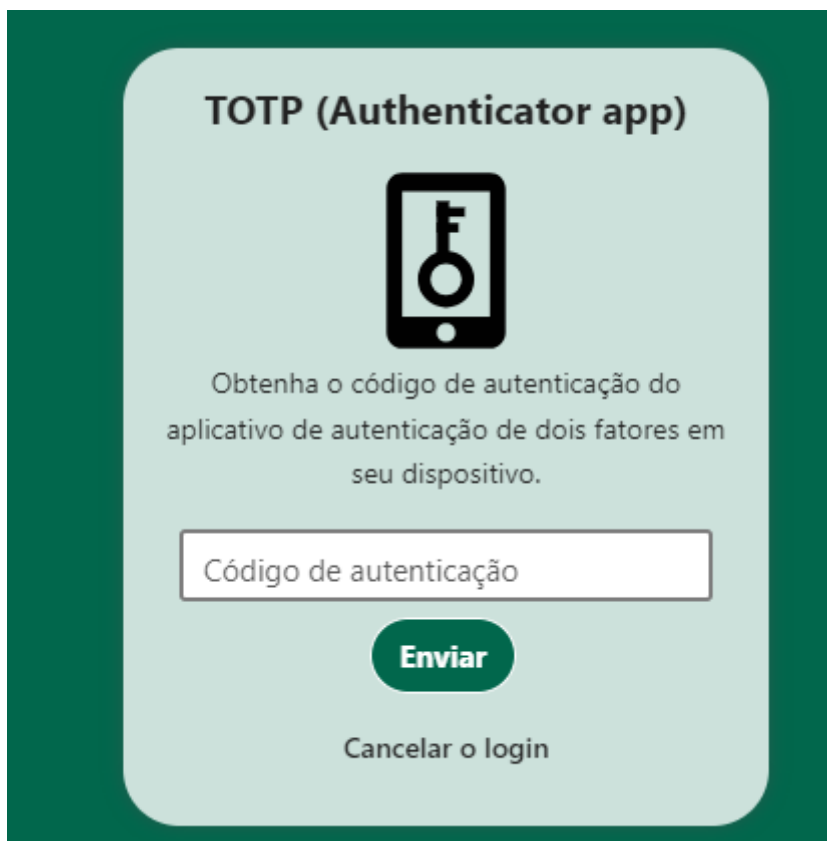 TOTP (Authenticator app)
Obtenha o código de autenticação do
aplicativo de autenticação de dois fatores em
seu dispositivo.
Código de autenticação
Enviar
Cancelar o login